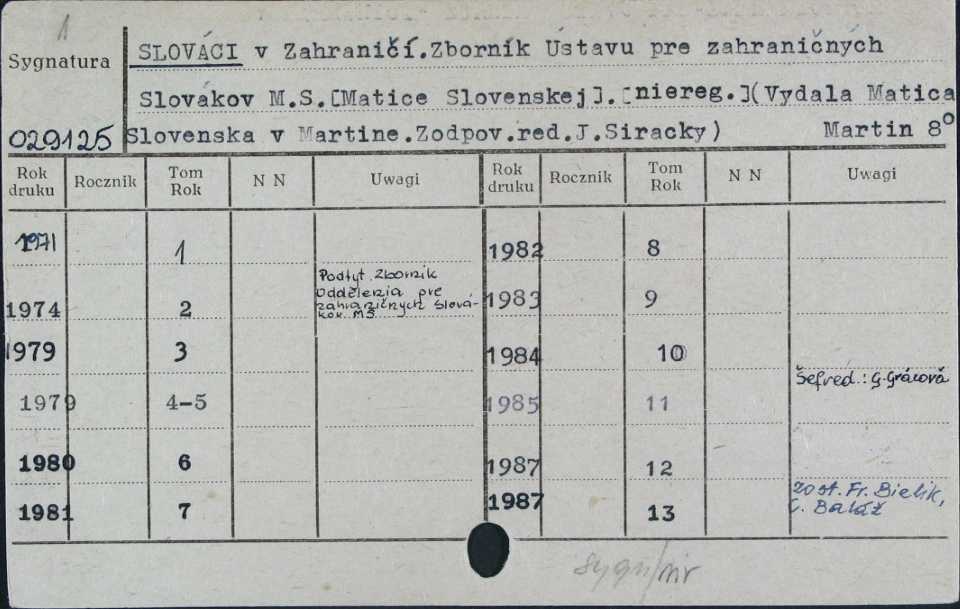 1
Sygnatura
SLOVÁCI v Zahraničí.Zborník Ústavu pre zahraničných
Slovákov M.S.[Matice Slovenskej].[niereg.](Vydala Matica
029125 Slovenska v Martine.Zodpov.red.J.Siracky) Martin 8°
Rok druku Rocznik Tom Rok N N Uwagi Rok druku Rocznik Tom Rok N N Uwagi
1971 1 1982 8
Podtyt. Zborník
Oddělenia pre
zahraničných Slová-
kov. MS
1974 2 1983 9
1979 3 1984 10
Šefred.: G. Grácová
1979 4-5 1985 11
1980 6 1987 12
zost. Fr. Bielik,
C. Baláž
1981 7 1987 13
sygn/nr